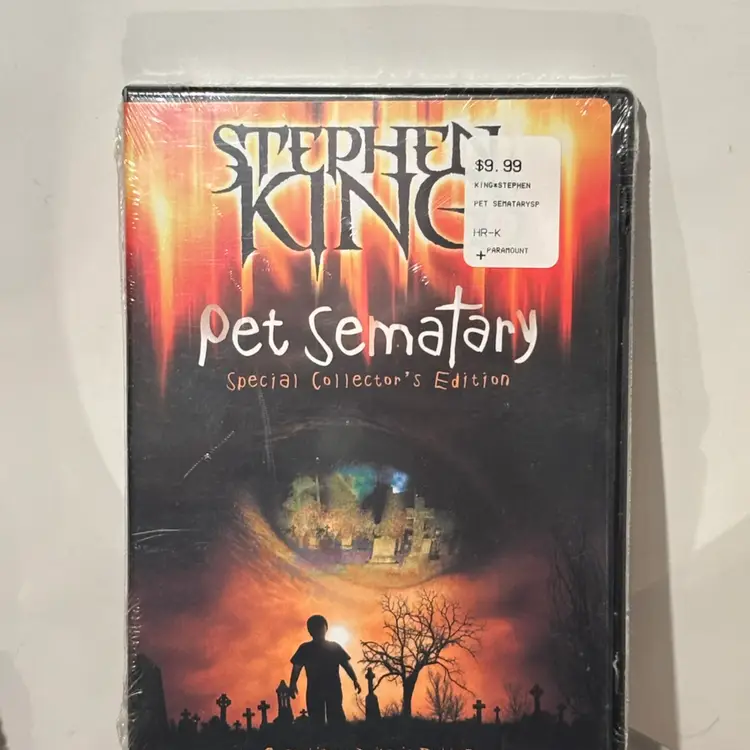 STEPHEN
KING
$9.99
KING*STEPHEN
PET SEMATARYSP
HR-K
+ PARAMOUNT
Pet Sematary
Special Collector's Edition